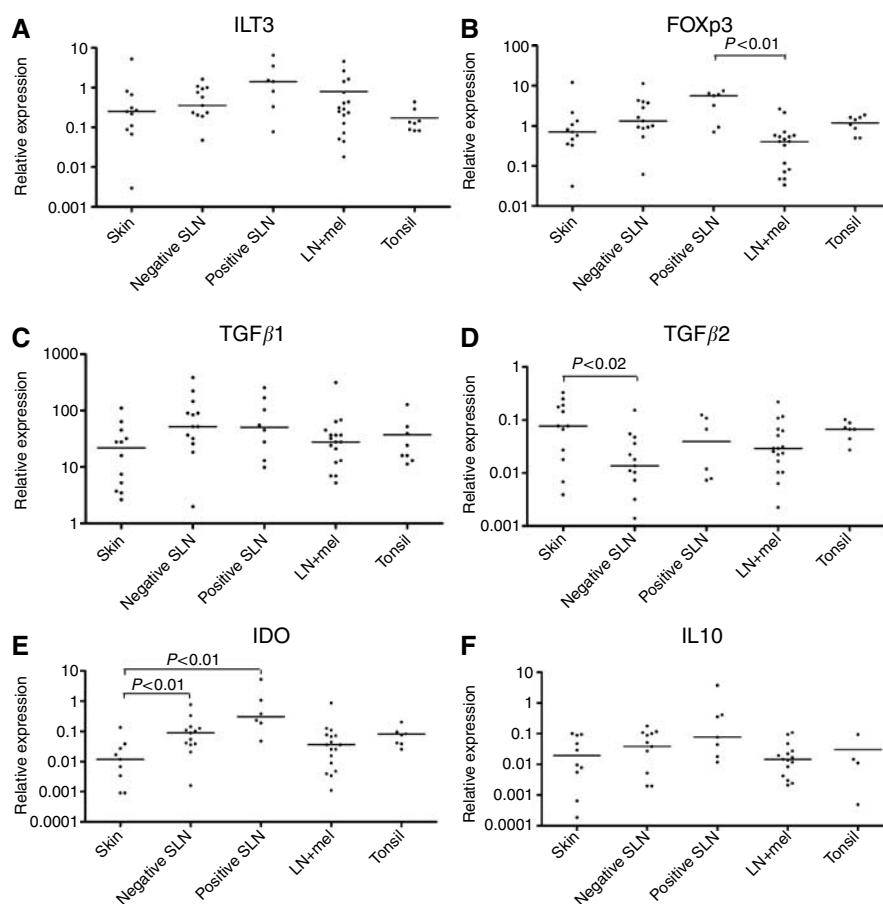 A
ILT3
Relative expression
10
1
0.1
0.01
0.001
Skin
Negative SLN
Positive SLN
LN+mel
Tonsil
B
FOXp3
Relative expression
P<0.01
100
10
1
0.1
0.01
Skin
Negative SLN
Positive SLN
LN+mel
Tonsil
C
TGFβ1
Relative expression
1000
100
10
1
Skin
Negative SLN
Positive SLN
LN+mel
Tonsil
D
TGFβ2
Relative expression
P<0.02
1
0.1
0.01
0.001
Skin
Negative SLN
Positive SLN
LN+mel
Tonsil
E
IDO
Relative expression
P<0.01
P<0.01
10
1
0.1
0.01
0.001
0.0001
Skin
Negative SLN
Positive SLN
LN+mel
Tonsil
F
IL10
Relative expression
10
1
0.1
0.01
0.001
0.0001
Skin
Negative SLN
Positive SLN
LN+mel
Tonsil